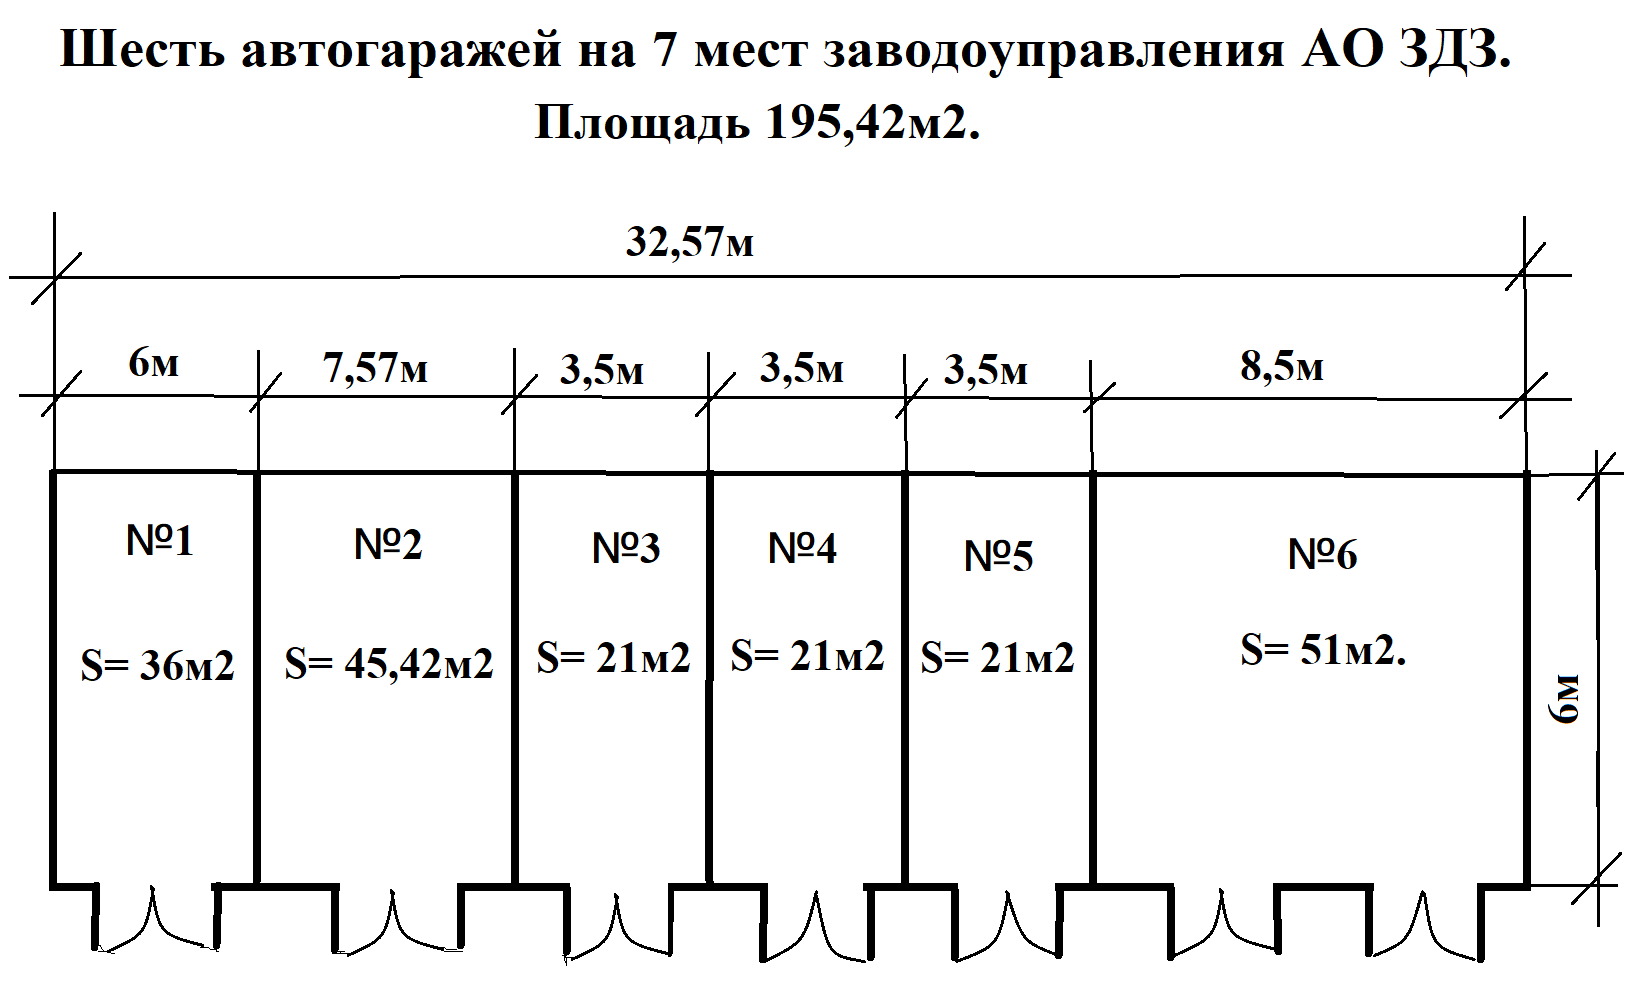 Шесть автогаражей на 7 мест заводоуправления АО ЗДЗ.
Площадь 195,42м2.
32,57м
6м
7,57м
3,5м
3,5м
3,5м
8,5м
№1
№2
№3
№4
№5
№6
S= 36м2
S= 45,42м2
S= 21м2
S= 21м2
S= 21м2
S= 51м2.
6м